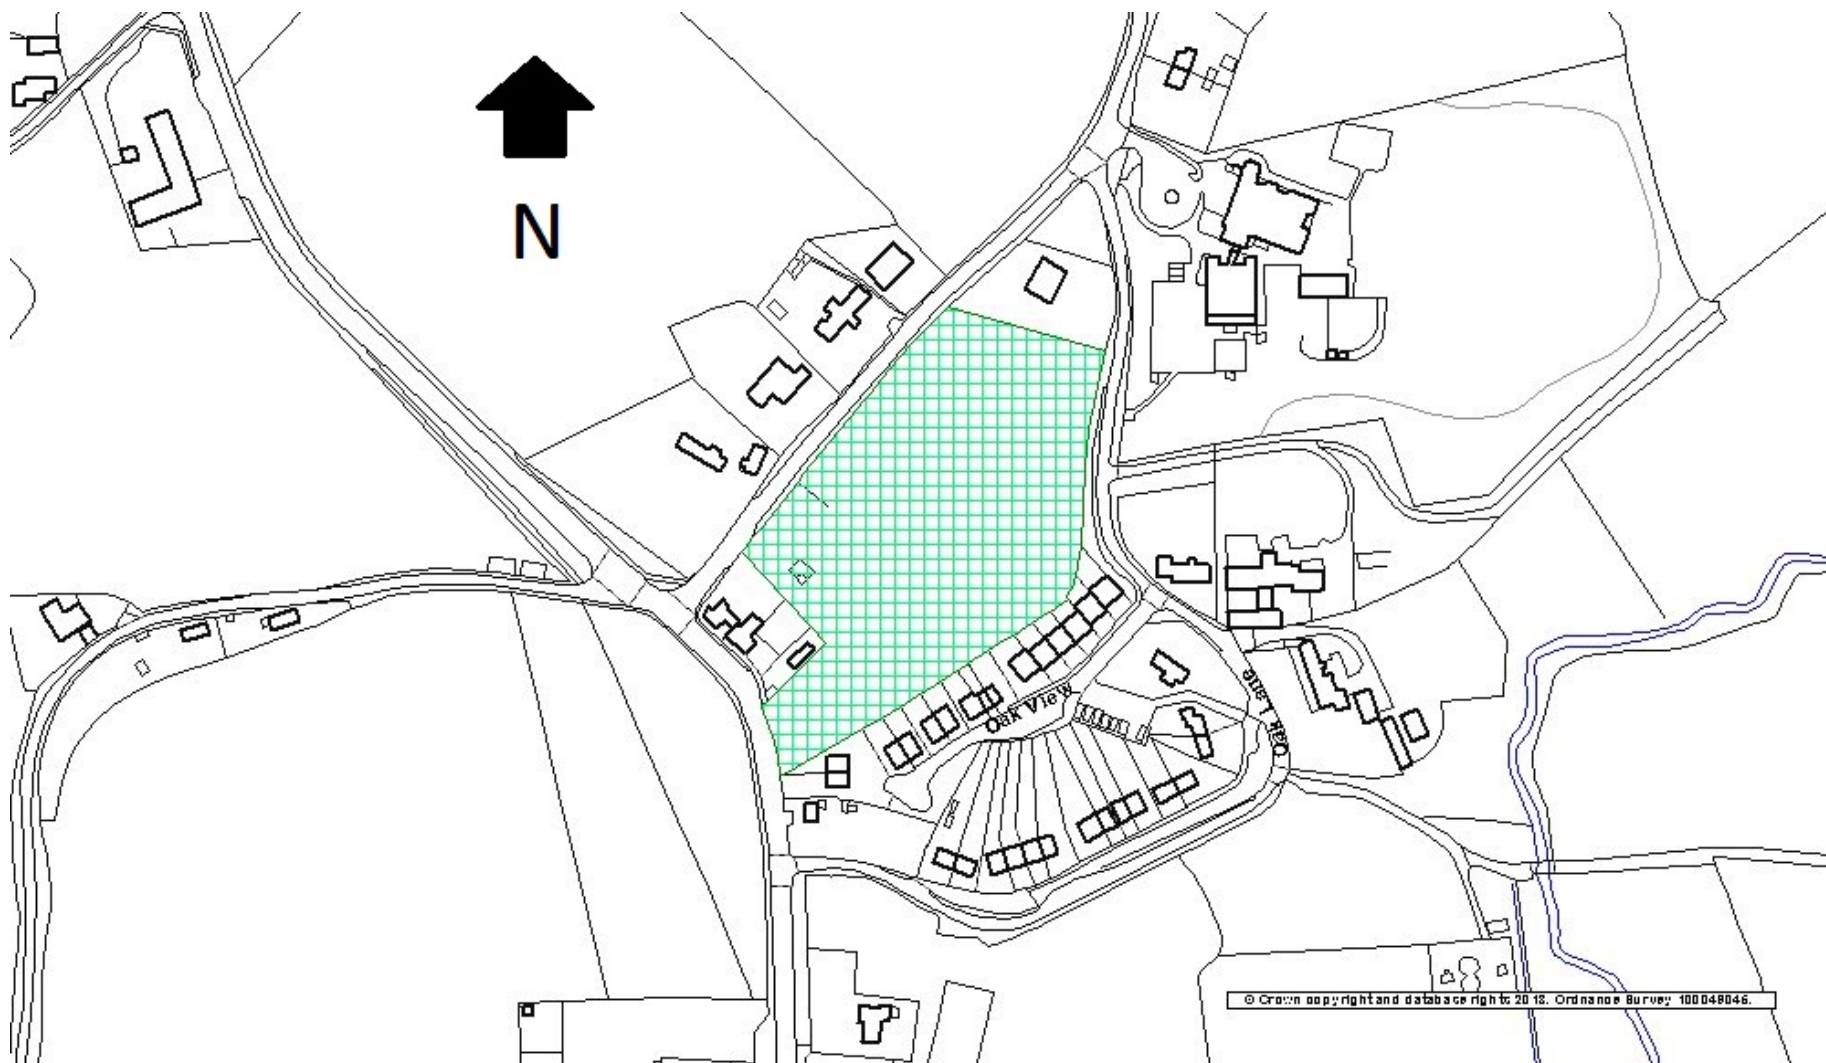 N
Oak View
Oak Lane
© Crown copyright and database rights 2018. Ordnance Survey 100049046.